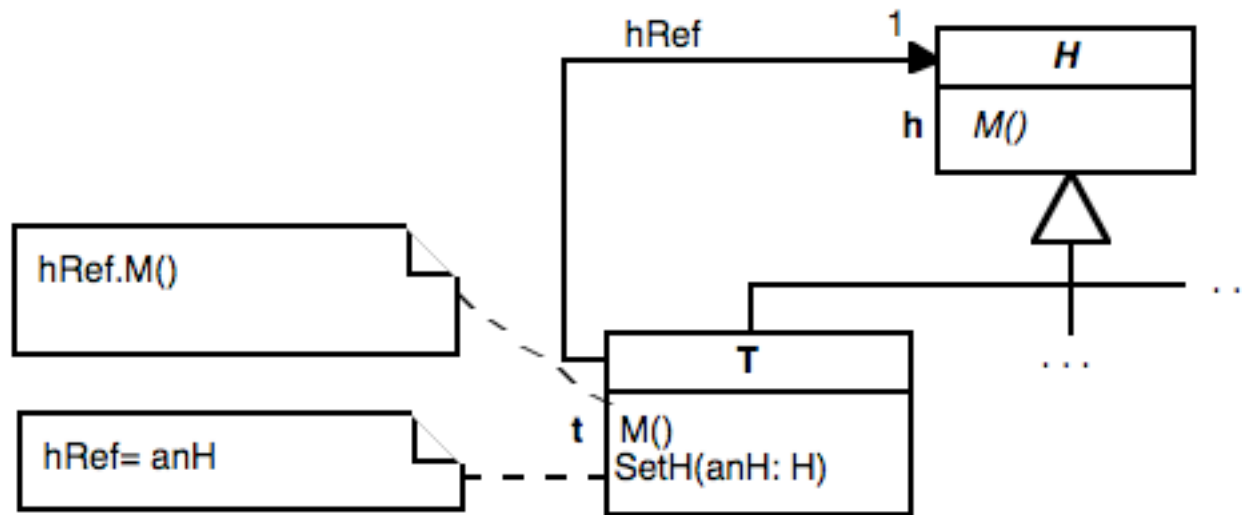 hRef
1
H
h
M()
hRef.M()
. .
. . .
T
t
M()
SetH(anH: H)
hRef= anH